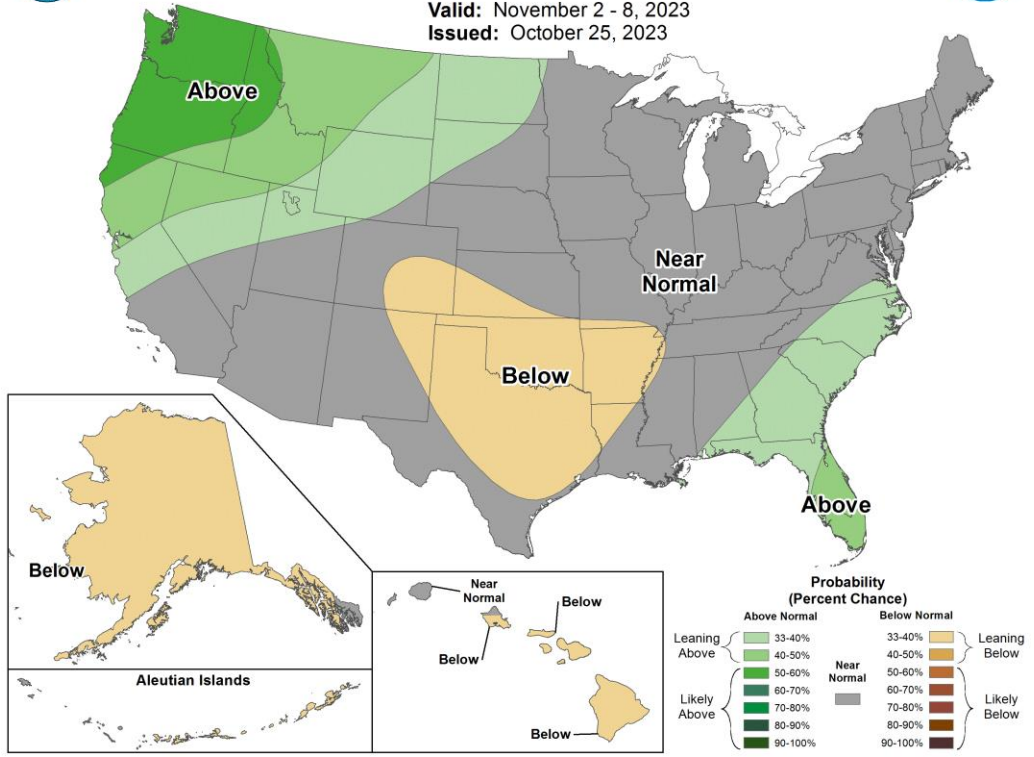 Valid: November 2 - 8, 2023
Issued: October 25, 2023
Above
Near
Normal
Below
Above
Below
Near
Normal
Below
Below
Below
Aleutian Islands
Probability
(Percent Chance)
Above Normal
Below Normal
Leaning
Above
33-40%
40-50%
Likely
Above
50-60%
60-70%
70-80%
80-90%
90-100%
Near
Normal
33-40%
40-50%
Leaning
Below
50-60%
60-70%
70-80%
80-90%
90-100%
Likely
Below